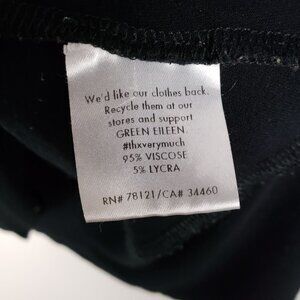 We'd like our clothes back.
Recycle them at our
stores and support
GREEN EILEEN.
#thxverymuch
95% VISCOSE
5% LYCRA
RN# 78121/CA# 34460